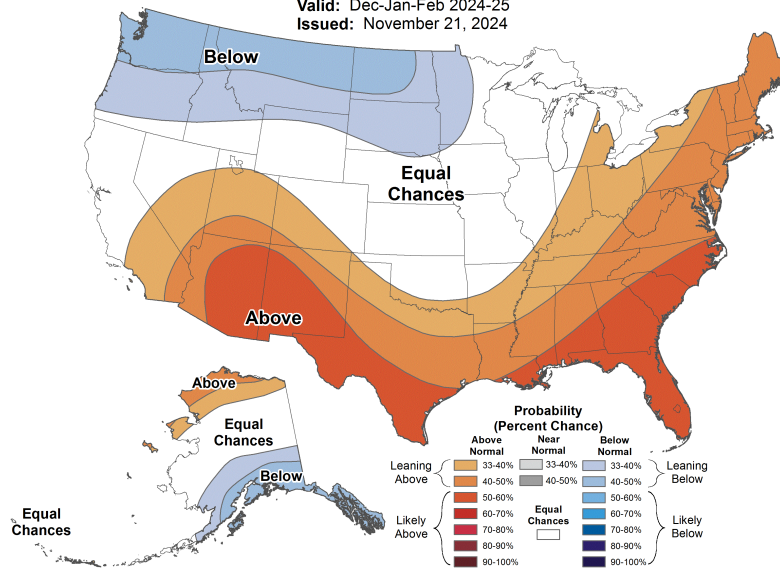 Valid: Dec-Jan-Feb 2024-25
Issued: November 21, 2024
Below
Equal
Chances
Above
Above
Equal
Chances
Below
Equal
Chances
Probability
(Percent Chance)
Above
Normal
Near
Normal
Below
Normal
Leaning
Above
33-40%
40-50%
33-40%
40-50%
33-40%
40-50%
Leaning
Below
Likely
Above
50-60%
60-70%
70-80%
80-90%
90-100%
Equal
Chances
50-60%
60-70%
70-80%
80-90%
90-100%
Likely
Below